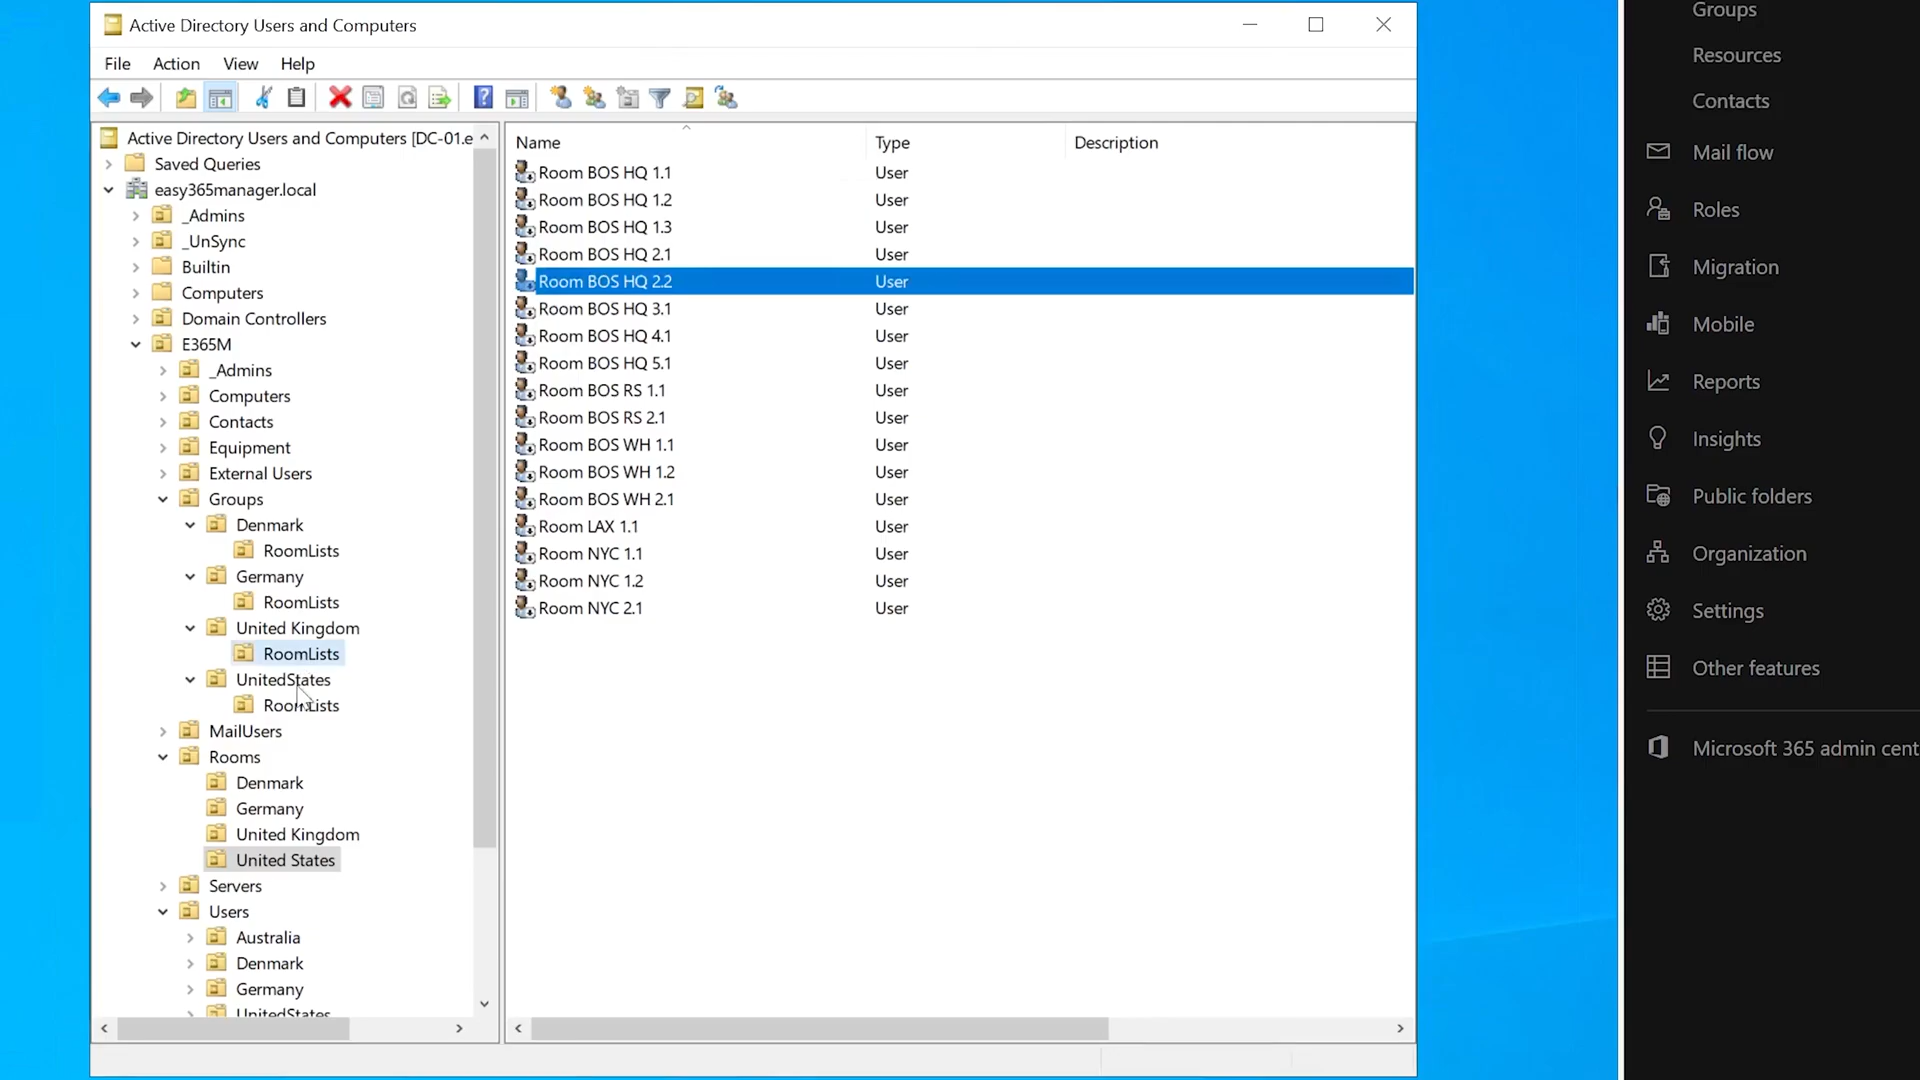 Active Directory Users and Computers
File Action View Help
Active Directory Users and Computers [DC-01.e
Saved Queries
easy365manager.local
_Admins
_UnSync
Builtin
Computers
Domain Controllers
E365M
_Admins
Computers
Contacts
Equipment
External Users
Groups
Denmark
RoomLists
Germany
RoomLists
United Kingdom
RoomLists
UnitedStates
RoomLists
MailUsers
Rooms
Denmark
Germany
United Kingdom
United States
Servers
Users
Australia
Denmark
Germany
UnitedStates
Name Type Description
Room BOS HQ 1.1 User
Room BOS HQ 1.2 User
Room BOS HQ 1.3 User
Room BOS HQ 2.1 User
Room BOS HQ 2.2 User
Room BOS HQ 3.1 User
Room BOS HQ 4.1 User
Room BOS HQ 5.1 User
Room BOS RS 1.1 User
Room BOS RS 2.1 User
Room BOS WH 1.1 User
Room BOS WH 1.2 User
Room BOS WH 2.1 User
Room LAX 1.1 User
Room NYC 1.1 User
Room NYC 1.2 User
Room NYC 2.1 User
Groups
Resources
Contacts
Mail flow
Roles
Migration
Mobile
Reports
Insights
Public folders
Organization
Settings
Other features
Microsoft 365 admin cent